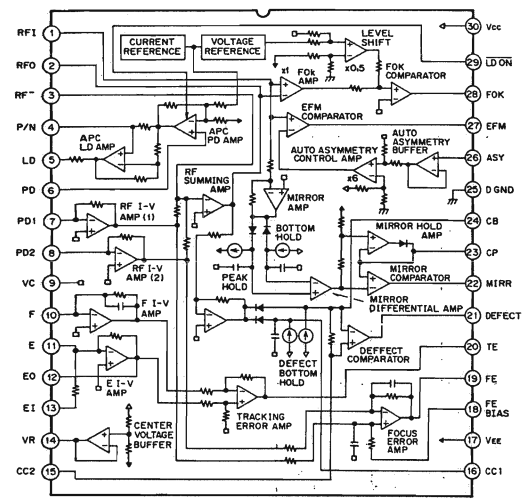 RFI 1
RFO 2
RF⁻ 3
P/N 4
LD 5
PD 6
PD1 7
PD2 8
VC 9
F 10
E 11
EO 12
EI 13
VR 14
CC2 15
30 Vcc
29 LD ON
28 FOK
27 EFM
26 ASY
25 D GND
24 CB
23 CP
22 MIRR
21 DEFECT
20 TE
19 FE
18 FE BIAS
17 VEE
16 CC1
CURRENT
REFERENCE
VOLTAGE
REFERENCE
LEVEL
SHIFT
x0.5
x1
FOK
AMP
FOK COMPARATOR
EFM
COMPARATOR
APC
LD AMP
APC
PD AMP
AUTO ASYMMETRY
CONTROL AMP
AUTO
ASYMMETRY
BUFFER
x6
RF
SUMMING
AMP
MIRROR
AMP
RF I-V
AMP (1)
RF I-V
AMP (2)
BOTTOM
HOLD
MIRROR HOLD
AMP
PEAK
HOLD
MIRROR
COMPARATOR
MIRROR
DIFFERENTIAL AMP
F I-V
AMP
E I-V
AMP
DEFECT
BOTTOM
HOLD
DEFFECT COMPARATOR
TRACKING
ERROR AMP
CENTER
VOLTAGE
BUFFER
FOCUS
ERROR
AMP